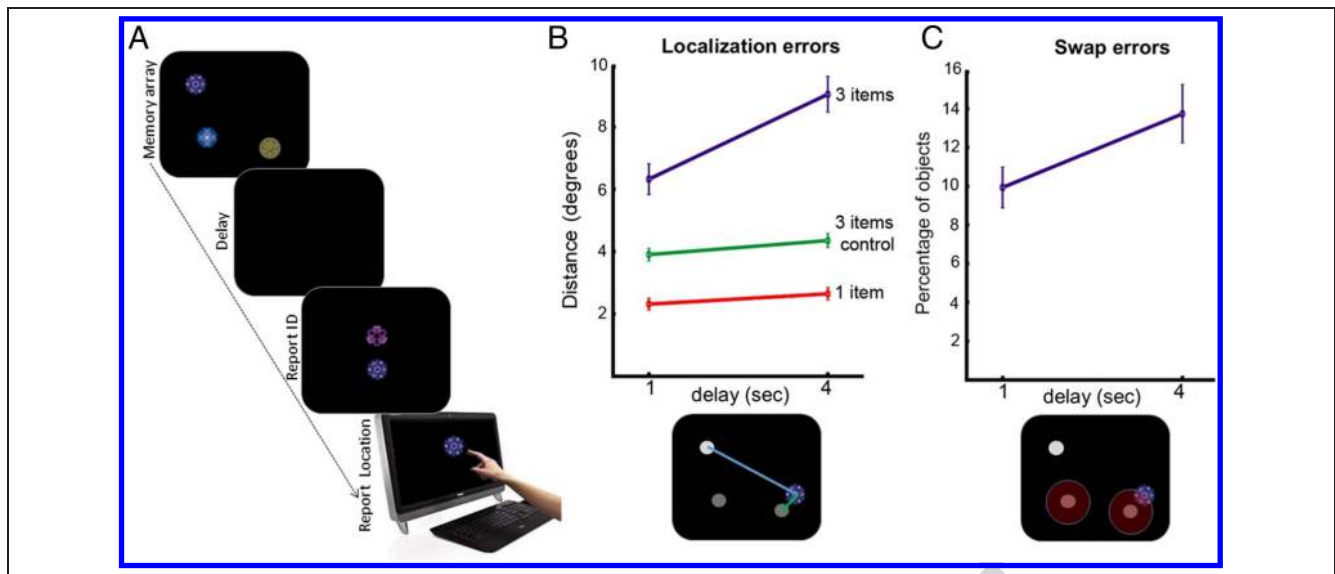 A
Memory array
Delay
Report ID
Report Location
B
Localization errors
10
8
6
4
2
Distance (degrees)
3 items
3 items
control
1 item
1
4
delay (sec)
C
Swap errors
16
14
12
10
8
6
4
2
Percentage of objects
1
4
delay (sec)